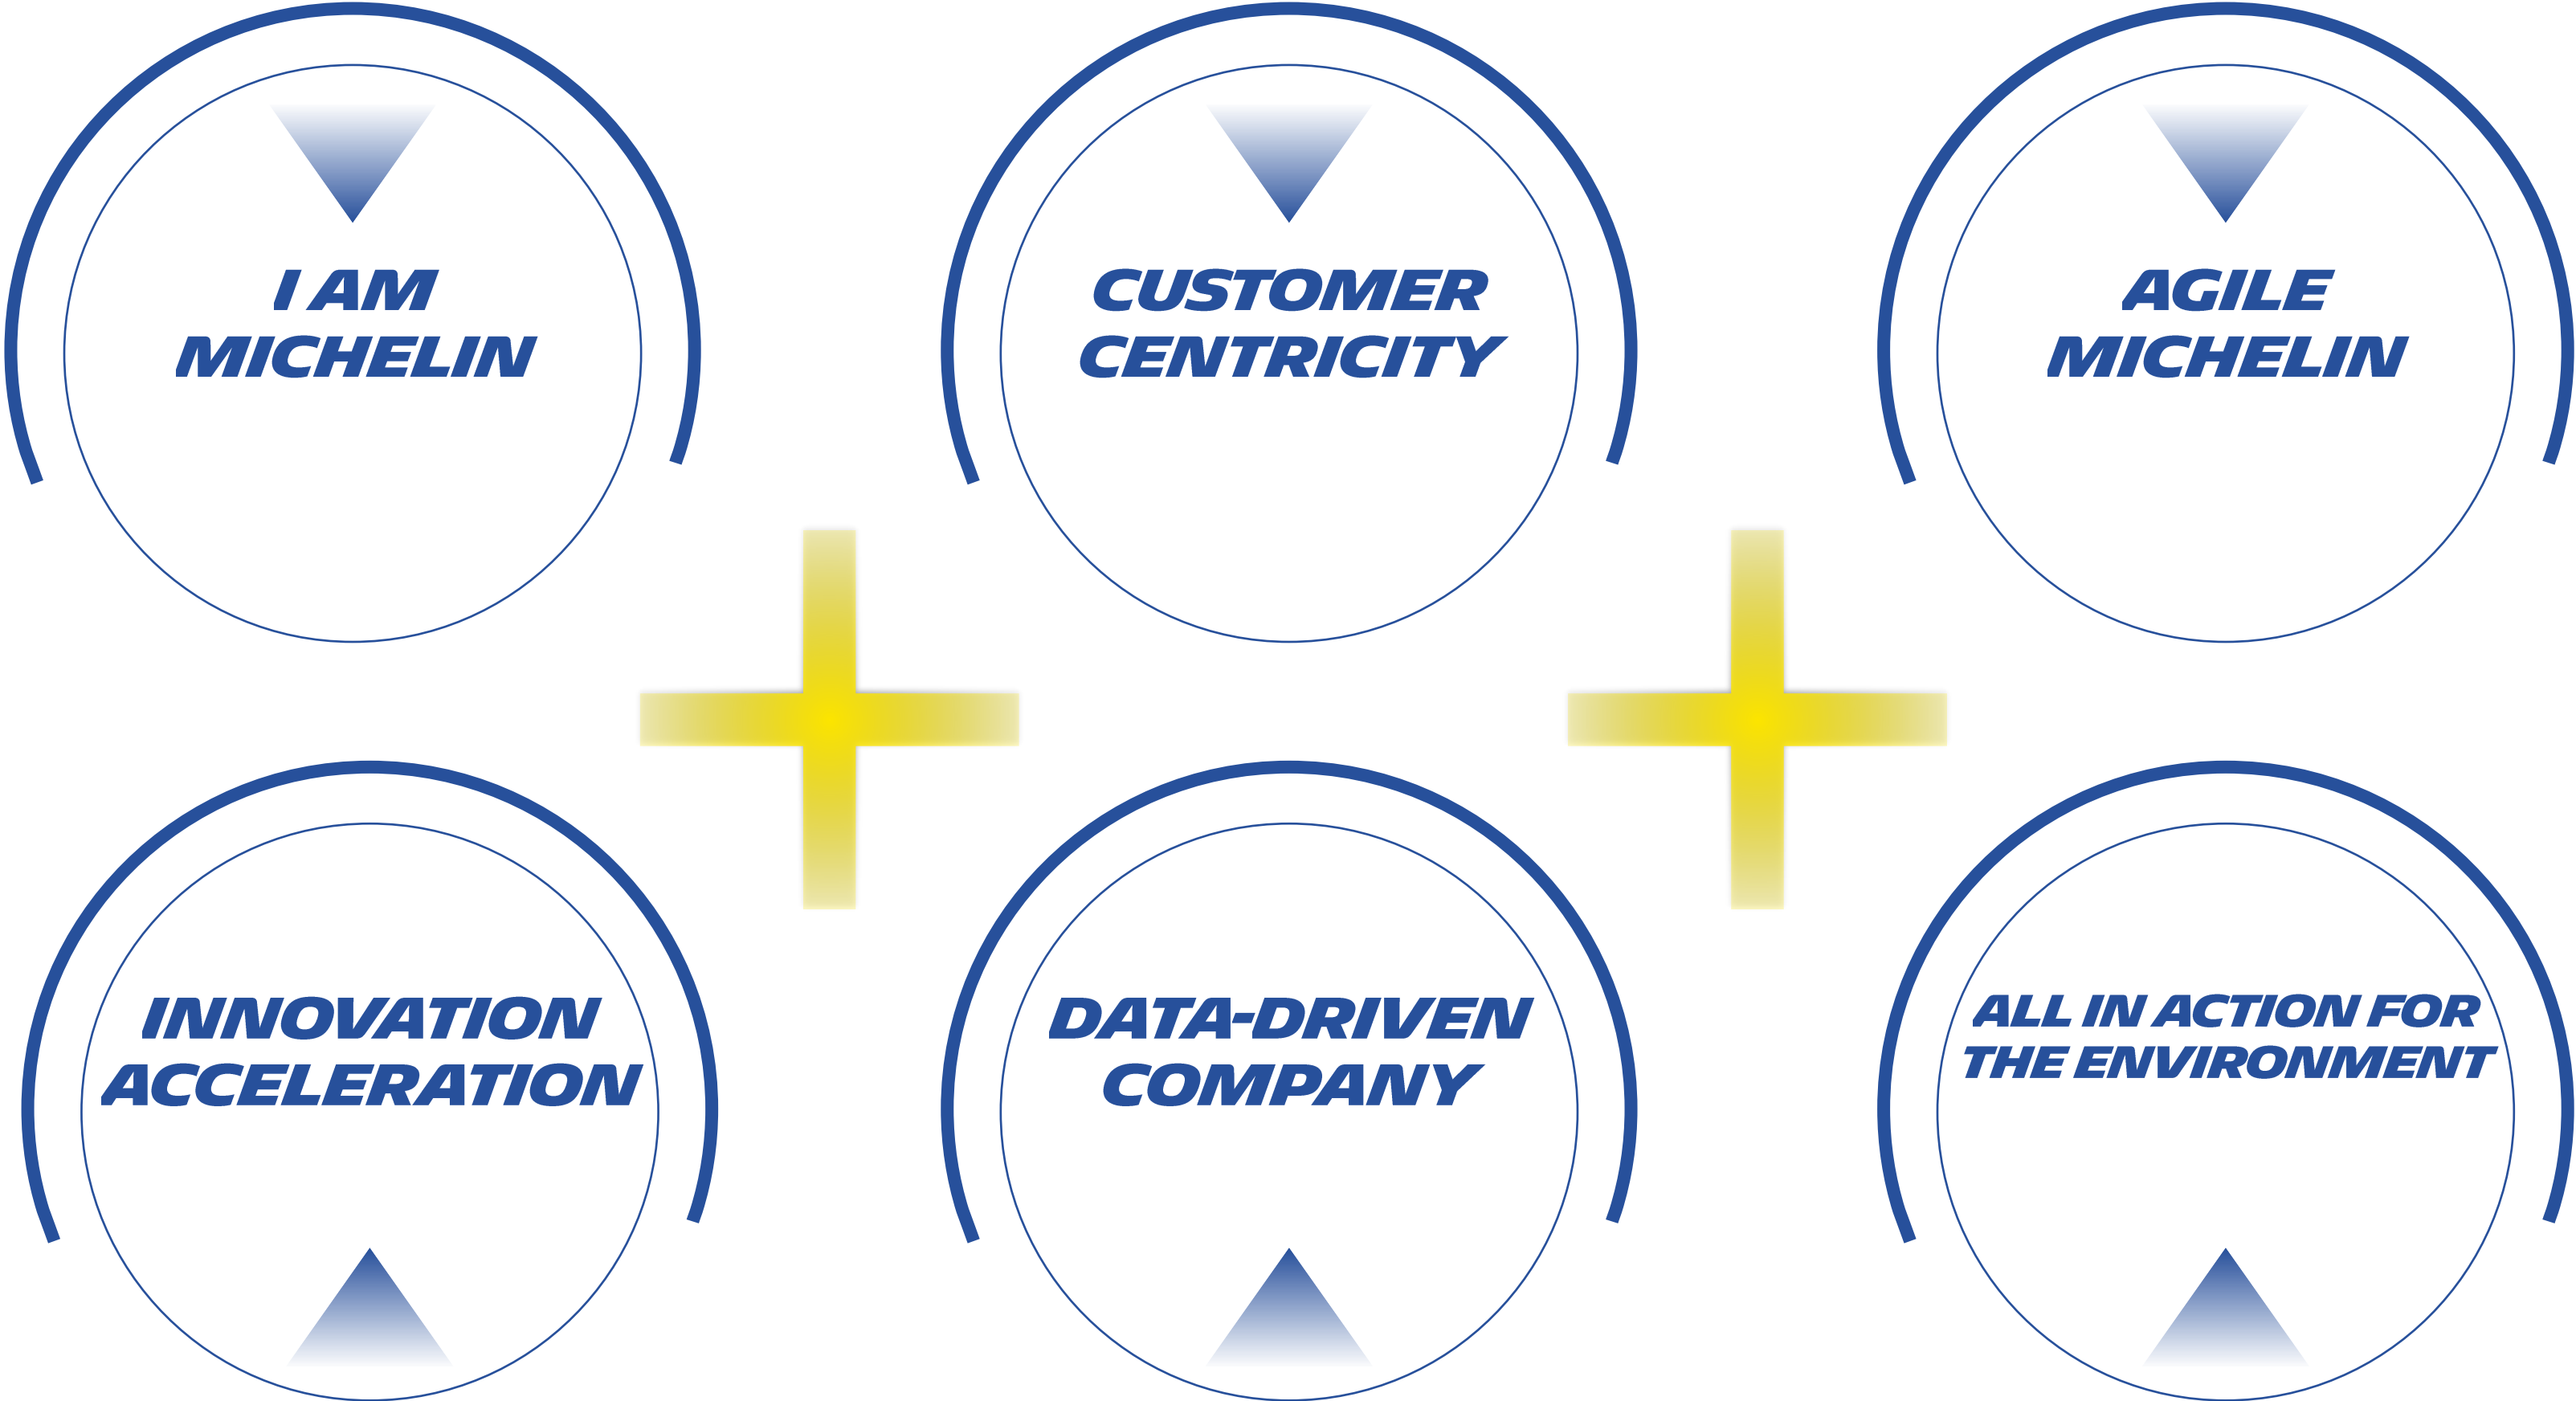 I AM
MICHELIN
CUSTOMER
CENTRICITY
AGILE
MICHELIN
INNOVATION
ACCELERATION
DATA-DRIVEN
COMPANY
ALL IN ACTION FOR
THE ENVIRONMENT